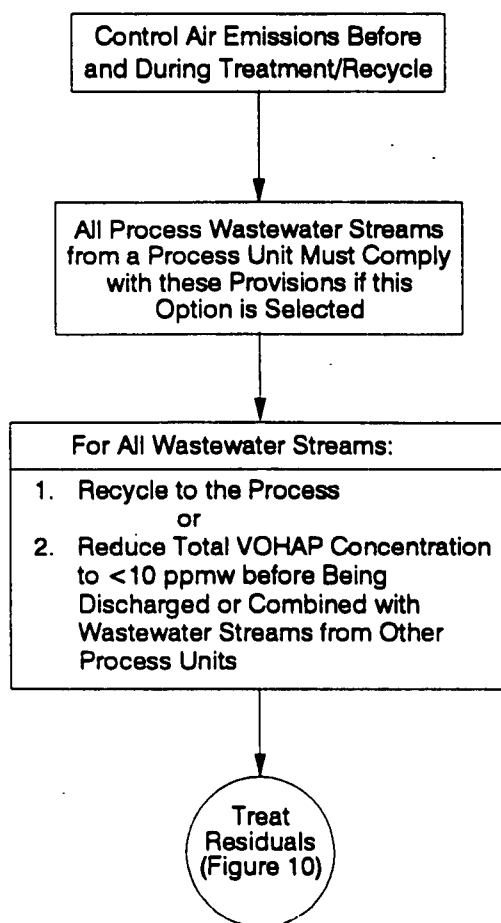 Control Air Emissions Before
and During Treatment/Recycle
All Process Wastewater Streams
from a Process Unit Must Comply
with these Provisions if this
Option is Selected
For All Wastewater Streams:
1. Recycle to the Process
or
2. Reduce Total VOHAP Concentration
to <10 ppmw before Being
Discharged or Combined with
Wastewater Streams from Other
Process Units
Treat
Residuals
(Figure 10)